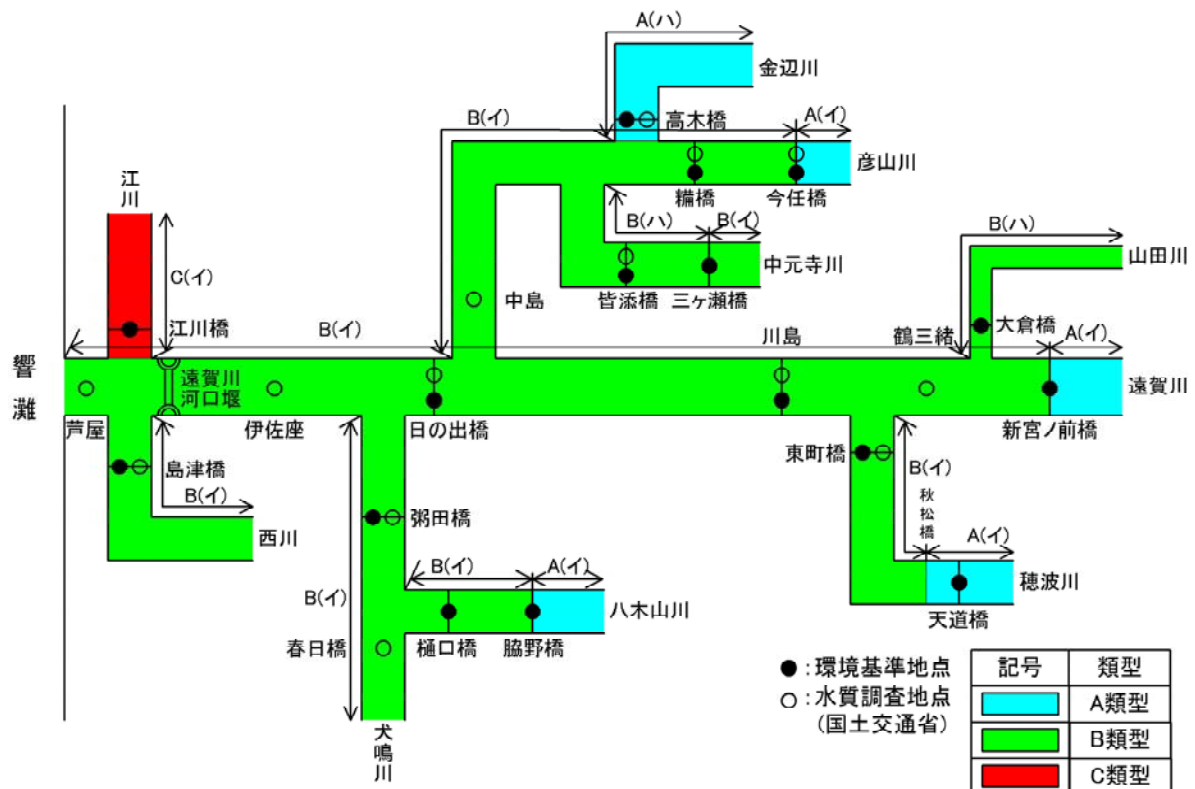 A(ハ)
金辺川
B(イ)
高木橋
A(イ)
彦山川
糒橋
今任橋
江川
B(ハ)
B(イ)
B(ハ)
山田川
中元寺川
皆添橋
三ヶ瀬橋
C(イ)
中島
江川橋
B(イ)
川島
鶴三緒
大倉橋
A(イ)
響灘
遠賀川
河口堰
遠賀川
芦屋
伊佐座
日の出橋
新宮ノ前橋
島津橋
東町橋
B(イ)
B(イ)
秋松橋
粥田橋
西川
A(イ)
B(イ)
A(イ)
穂波川
B(イ)
八木山川
天道橋
春日橋
樋口橋
脇野橋
犬鳴川
●:環境基準地点
○:水質調査地点
(国土交通省)
記号 類型
A類型
B類型
C類型